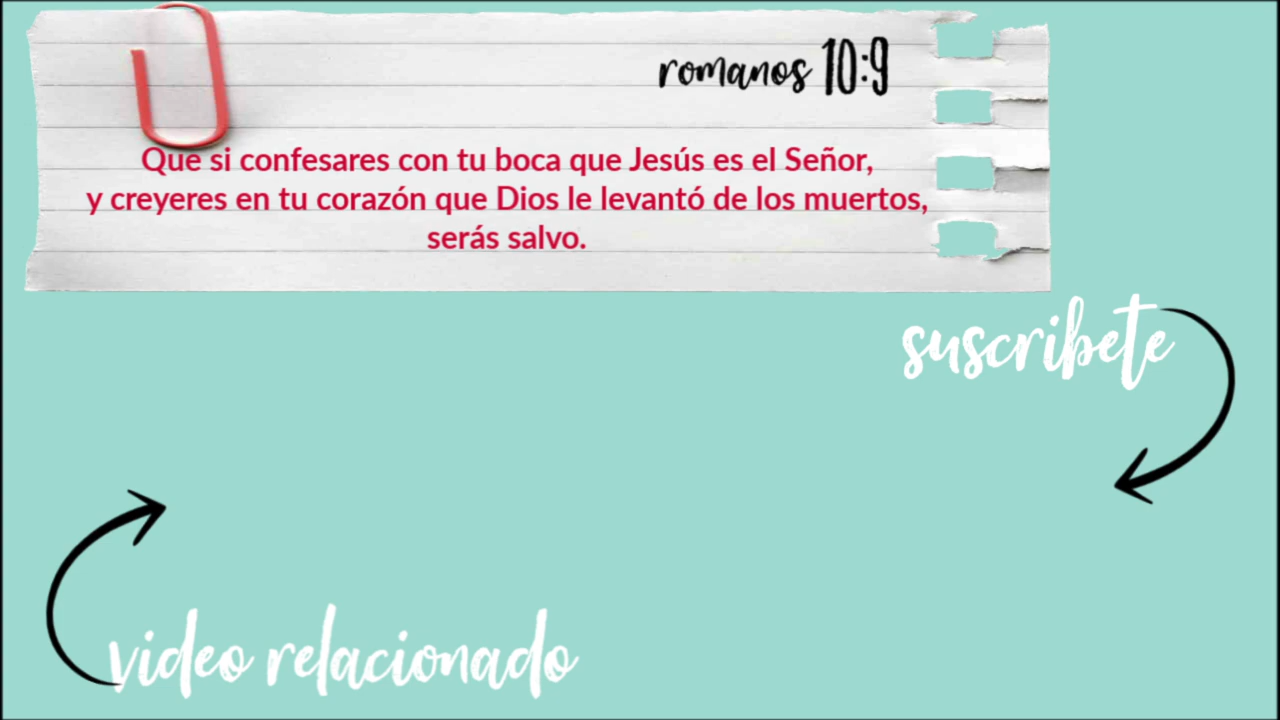 romanos 10:9
Que si confesares con tu boca que Jesús es el Señor,
y creyeres en tu corazón que Dios le levantó de los muertos,
serás salvo.
suscribete
video relacionado